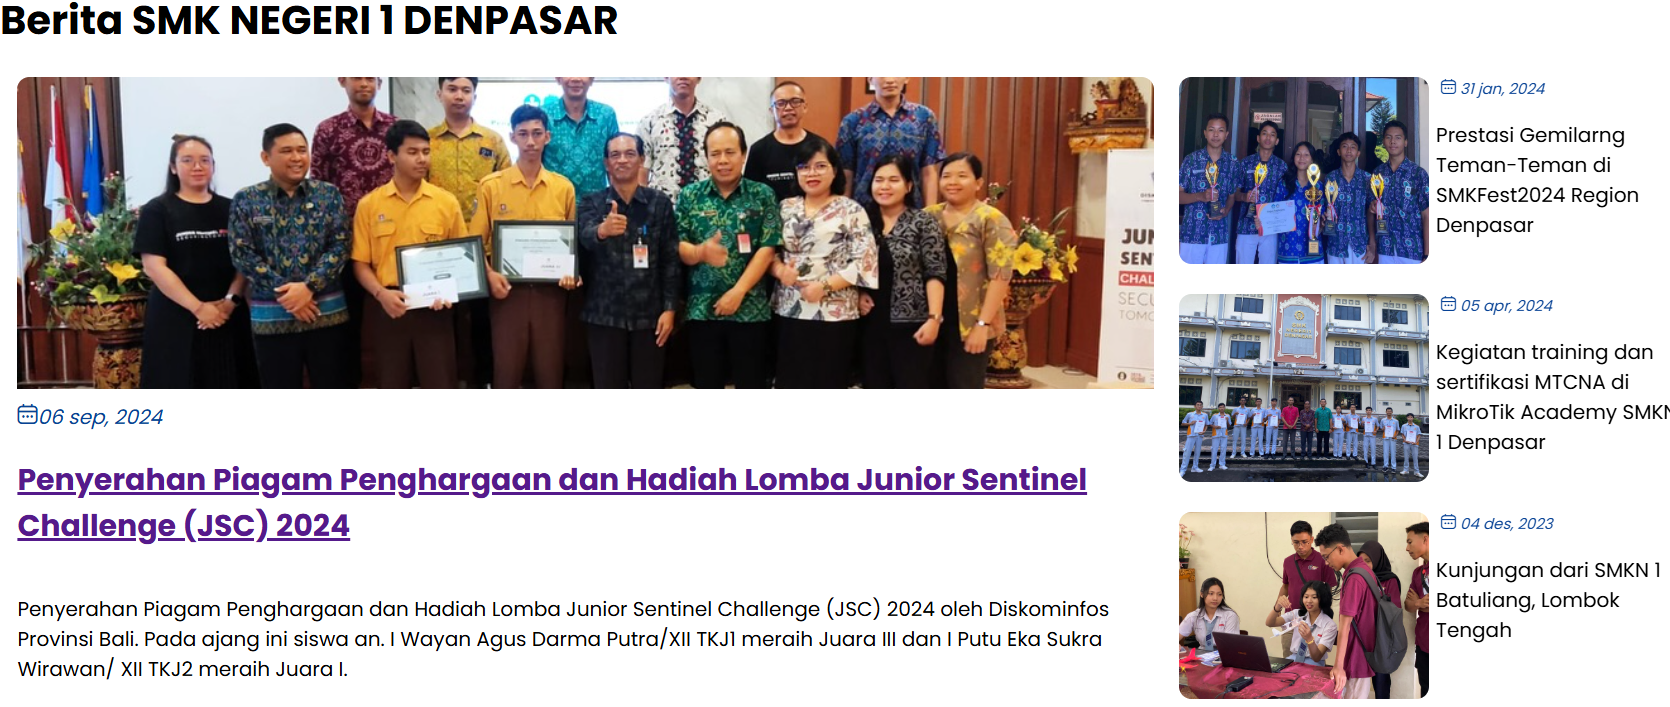 Berita SMK NEGERI 1 DENPASAR
JUN
SENT
CHAL
SECU
TOMO
06 sep, 2024
Penyerahan Piagam Penghargaan dan Hadiah Lomba Junior Sentinel
Challenge (JSC) 2024
Penyerahan Piagam Penghargaan dan Hadiah Lomba Junior Sentinel Challenge (JSC) 2024 oleh Diskominfos
Provinsi Bali. Pada ajang ini siswa an. I Wayan Agus Darma Putra/XII TKJ1 meraih Juara III dan I Putu Eka Sukra
Wirawan/ XII TKJ2 meraih Juara I.
31 jan, 2024
Prestasi Gemilarng
Teman-Teman di
SMKFest2024 Region
Denpasar
05 apr, 2024
Kegiatan training dan
sertifikasi MTCNA di
MikroTik Academy SMKN
1 Denpasar
04 des, 2023
Kunjungan dari SMKN 1
Batuliang, Lombok
Tengah